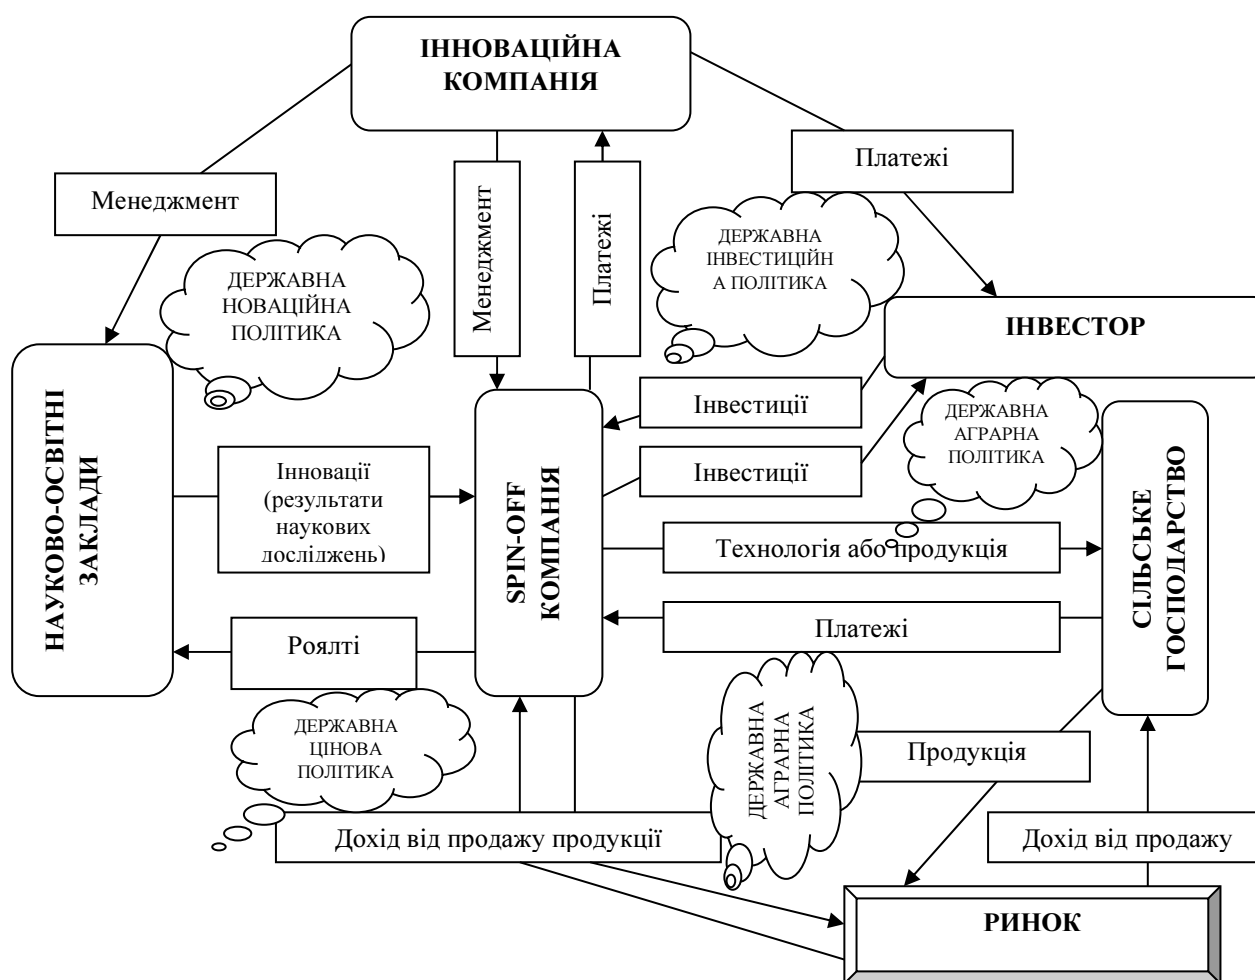 ІННОВАЦІЙНА
КОМПАНІЯ
Платежі
Менеджмент
Менеджмент
Платежі
ДЕРЖАВНА
ІНВЕСТИЦІЙН
А ПОЛІТИКА
ДЕРЖАВНА
НОВАЦІЙНА
ПОЛІТИКА
ІНВЕСТОР
НАУКОВО-ОСВІТНІ
ЗАКЛАДИ
Інвестиції
ДЕРЖАВНА
АГРАРНА
ПОЛІТИКА
Інновації
(результати
наукових
досліджень)
SPIN-OFF
КОМПАНІЯ
Інвестиції
СІЛЬСЬКЕ
ГОСПОДАРСТВО
Технологія або продукція
Роялті
Платежі
ДЕРЖАВНА
ЦІНОВА
ПОЛІТИКА
ДЕРЖАВНА
АГРАРНА
ПОЛІТИКА
Продукція
Дохід від продажу продукції
Дохід від продажу
РИНОК